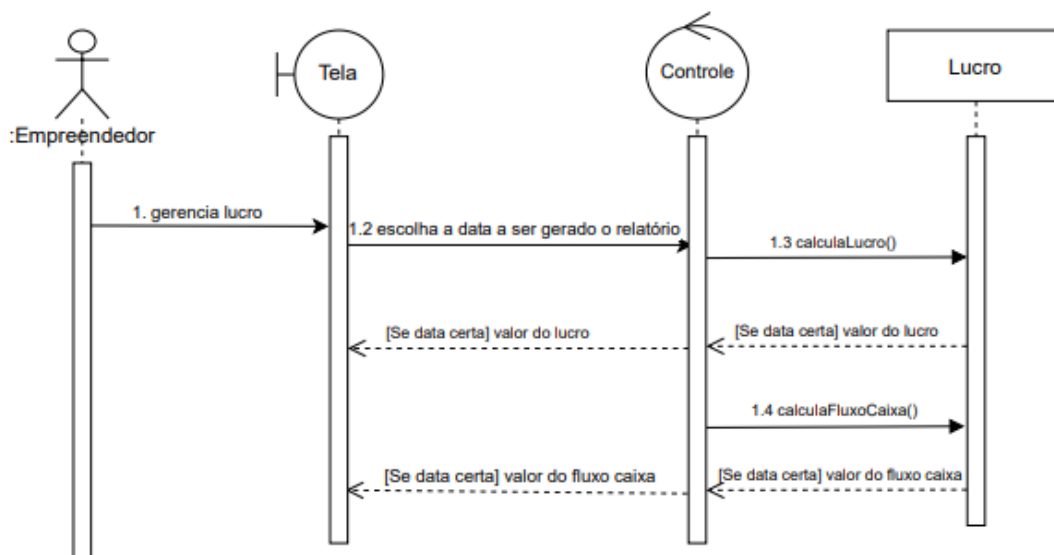 Tela
Controle
Lucro
:Empreendedor
1. gerencia lucro
1.2 escolha a data a ser gerado o relatório
1.3 calculaLucro()
[Se data certa] valor do lucro
[Se data certa] valor do lucro
1.4 calculaFluxoCaixa()
[Se data certa] valor do fluxo caixa
[Se data certa] valor do fluxo caixa